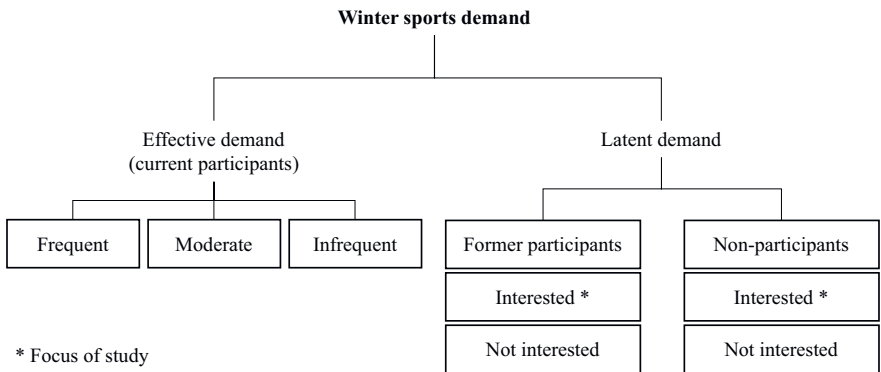 Winter sports demand
Effective demand
(current participants)
Latent demand
Frequent
Moderate
Infrequent
Former participants
Non-participants
Interested *
Interested *
Not interested
Not interested
* Focus of study